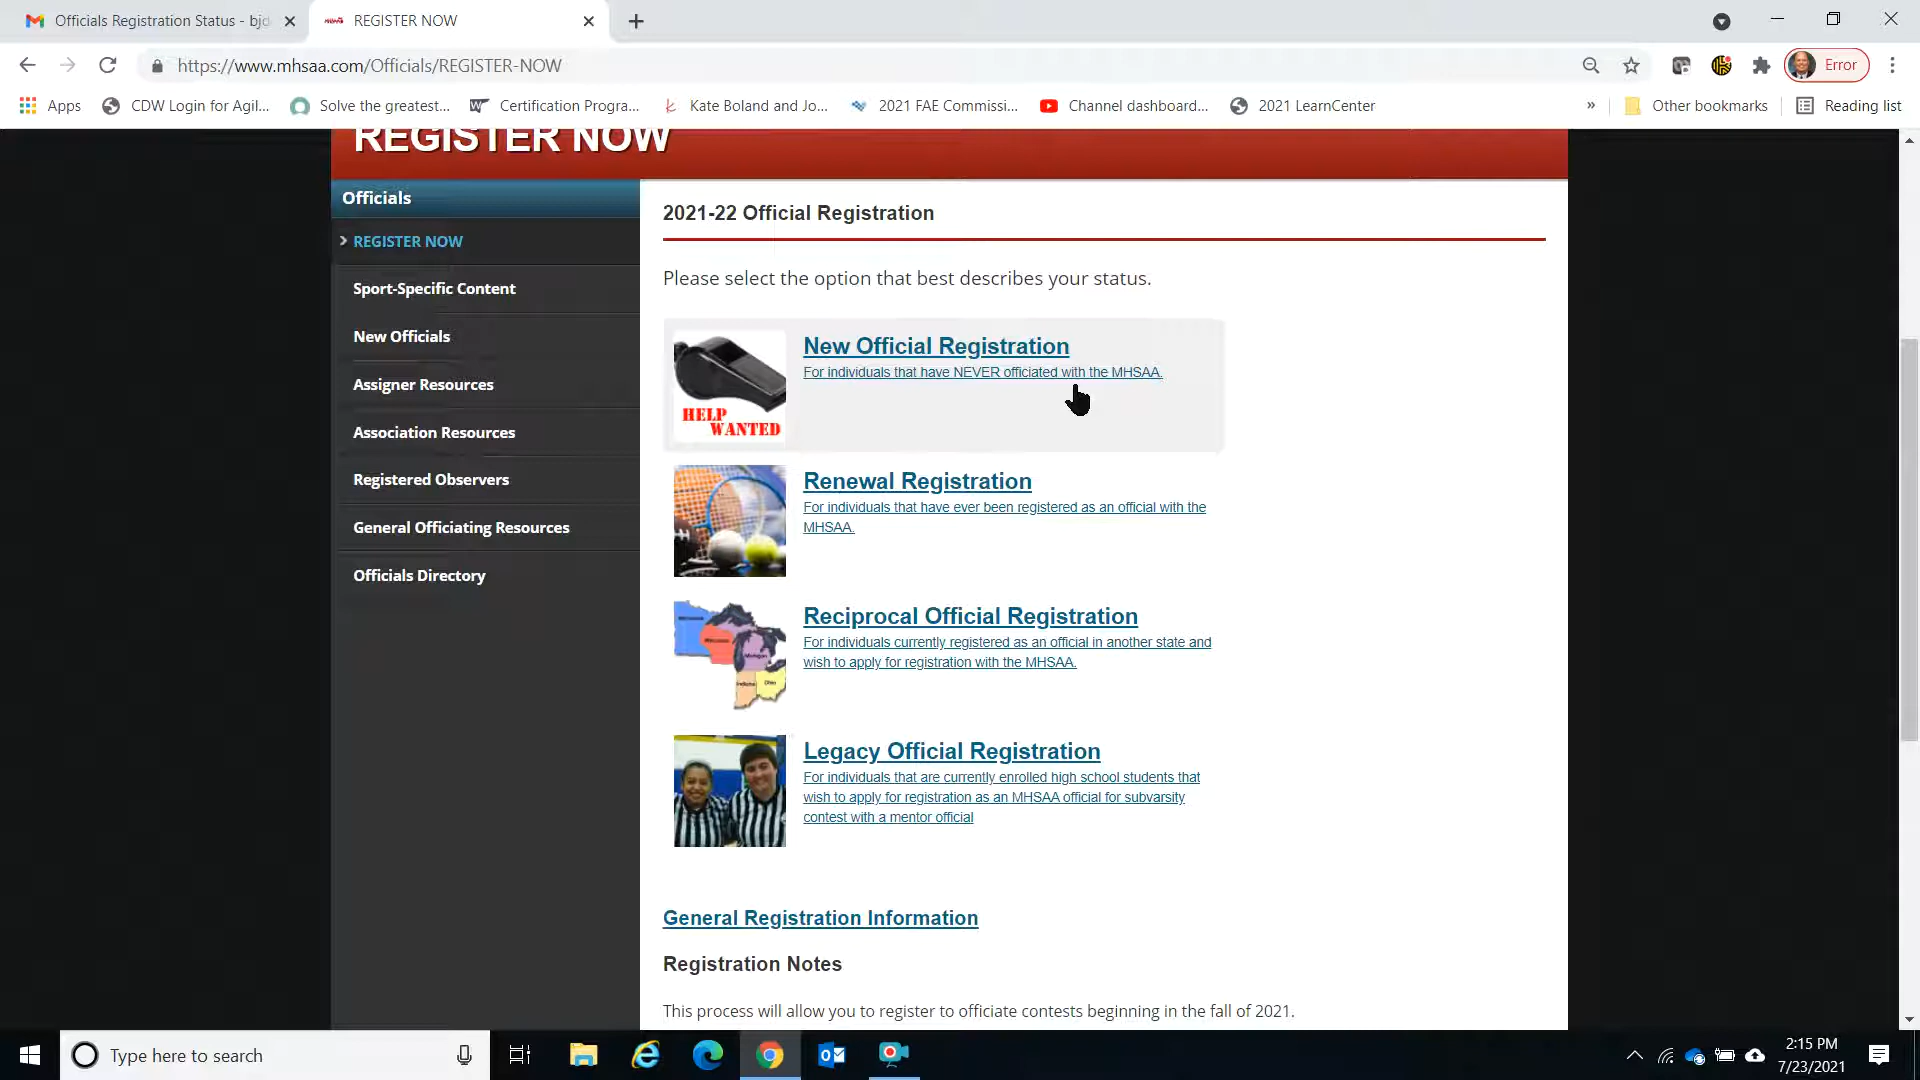 Officials Registration Status - bjd
REGISTER NOW
https://www.mhsaa.com/Officials/REGISTER-NOW
Error
Apps
CDW Login for Agil...
Solve the greatest...
Certification Progra...
Kate Boland and Jo...
2021 FAE Commissi...
Channel dashboard...
2021 LearnCenter
»
Other bookmarks
Reading list
REGISTER NOW
Officials
REGISTER NOW
Sport-Specific Content
New Officials
Assigner Resources
Association Resources
Registered Observers
General Officiating Resources
Officials Directory
2021-22 Official Registration
Please select the option that best describes your status.
HELP
WANTED
New Official Registration
For individuals that have NEVER officiated with the MHSAA.
Renewal Registration
For individuals that have ever been registered as an official with the
MHSAA.
Michigan
Indiana
Ohio
Reciprocal Official Registration
For individuals currently registered as an official in another state and
wish to apply for registration with the MHSAA.
Legacy Official Registration
For individuals that are currently enrolled high school students that
wish to apply for registration as an MHSAA official for subvarsity
contest with a mentor official
General Registration Information
Registration Notes
This process will allow you to register to officiate contests beginning in the fall of 2021.
Type here to search
2:15 PM
7/23/2021